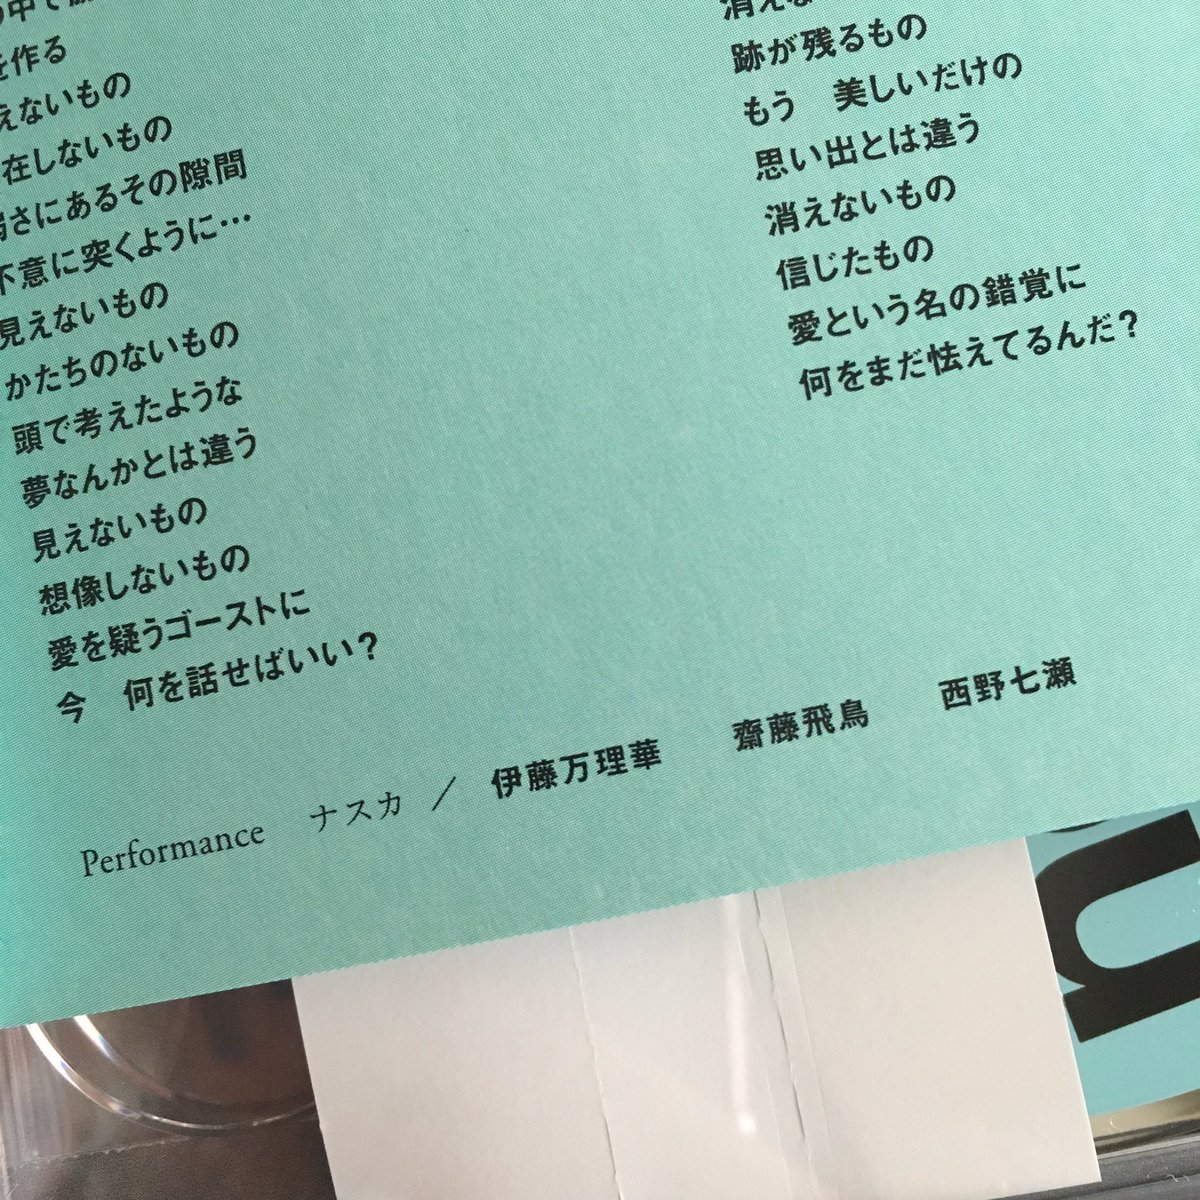 を作る
えないもの
在しないもの
さにあるその隙間
不意に突くように…
見えないもの
かたちのないもの
頭で考えたような
夢なんかとは違う
見えないもの
想像しないもの
愛を疑うゴーストに
今　何を話せばいい？
消えな
跡が残るもの
もう　美しいだけの
思い出とは違う
消えないもの
信じたもの
愛という名の錯覚に
何をまだ怯えてるんだ？
Performance　ナスカ／伊藤万理華　齋藤飛鳥　西野七瀬